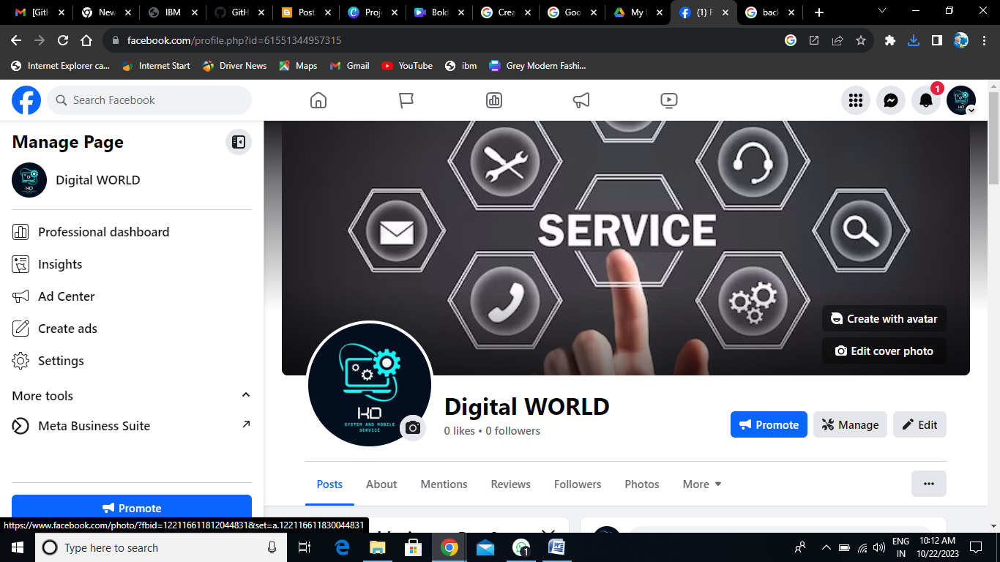 [Gith
New
IBM
GitH
Post
Proje
Bold
Crea
Goo
My
(1) F
back
facebook.com/profile.php?id=61551344957315
Internet Explorer ca...
Internet Start
Driver News
Maps
Gmail
YouTube
ibm
Grey Modern Fashi...
Search Facebook
1
Manage Page
Digital WORLD
Professional dashboard
Insights
Ad Center
Create ads
Settings
More tools
Meta Business Suite
Promote
SERVICE
Create with avatar
Edit cover photo
KD
SYSTEM AND MOBILE
SERVICE
Digital WORLD
0 likes • 0 followers
Promote
Manage
Edit
Posts
About
Mentions
Reviews
Followers
Photos
More
https://www.facebook.com/photo/?fbid=122116611812044831&set=a.122116611830044831
Type here to search
1
ENG
IN
10:12 AM
10/22/2023